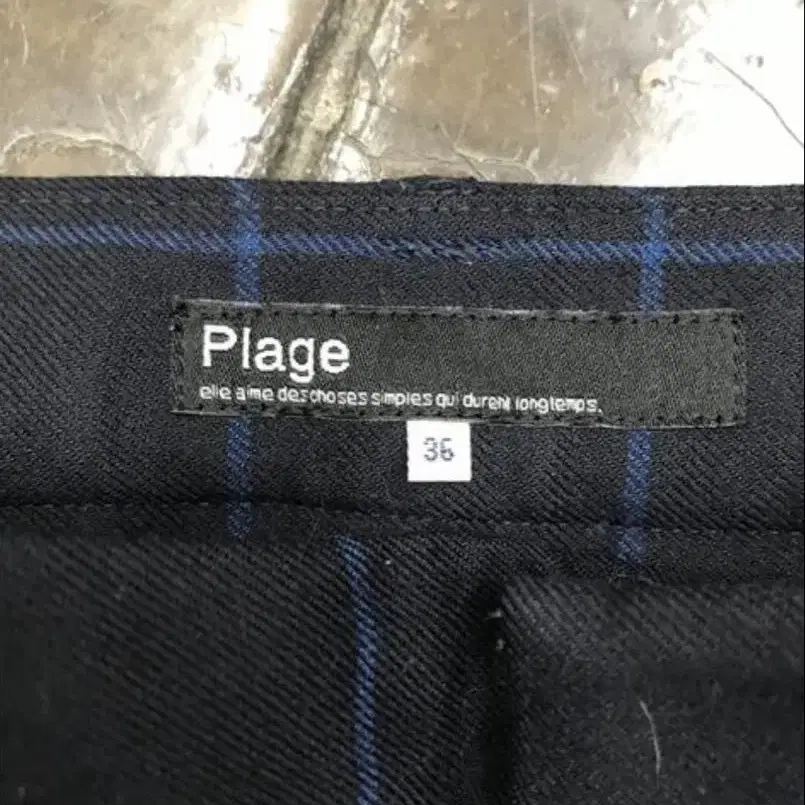 Plage
elle aime des choses simples qui durent longtemps.
36